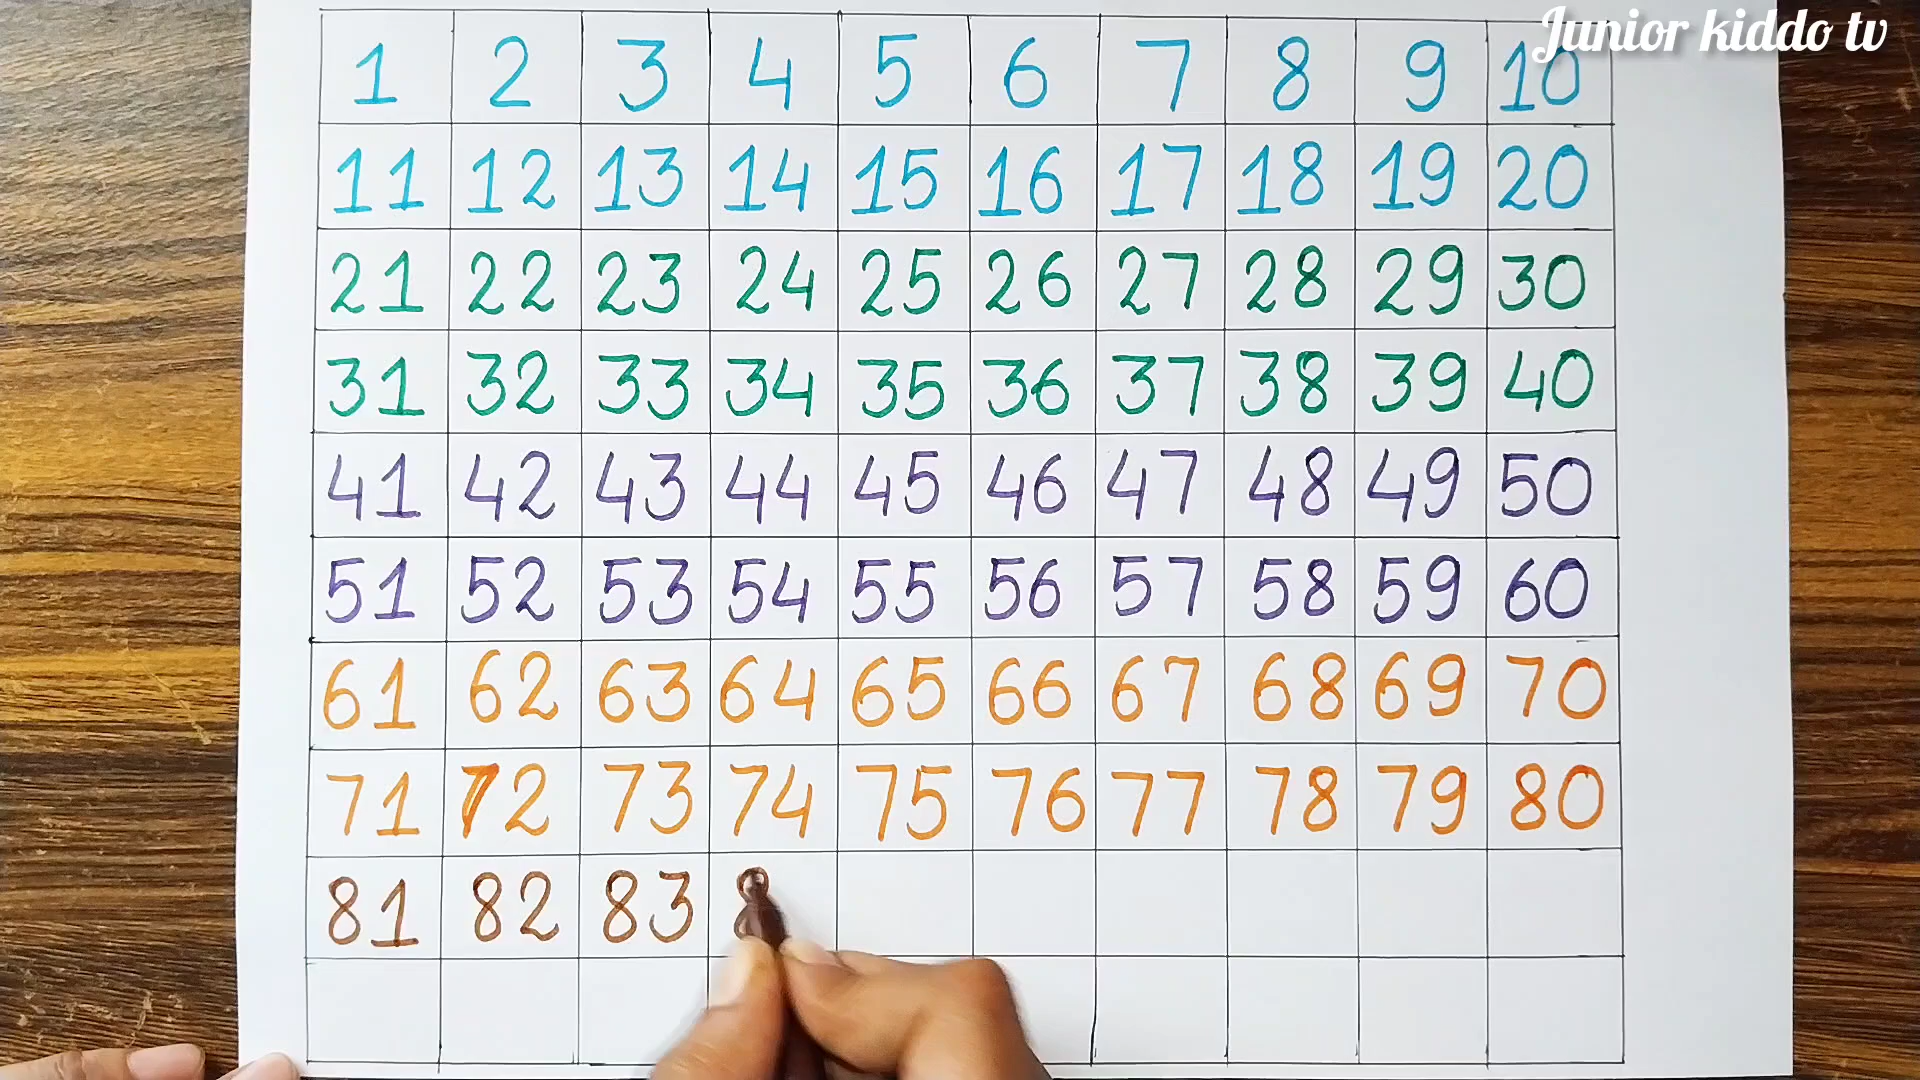 Junior kiddo tv
1 2 3 4 5 6 7 8 9 10
11 12 13 14 15 16 17 18 19 20
21 22 23 24 25 26 27 28 29 30
31 32 33 34 35 36 37 38 39 40
41 42 43 44 45 46 47 48 49 50
51 52 53 54 55 56 57 58 59 60
61 62 63 64 65 66 67 68 69 70
71 72 73 74 75 76 77 78 79 80
81 82 83 8